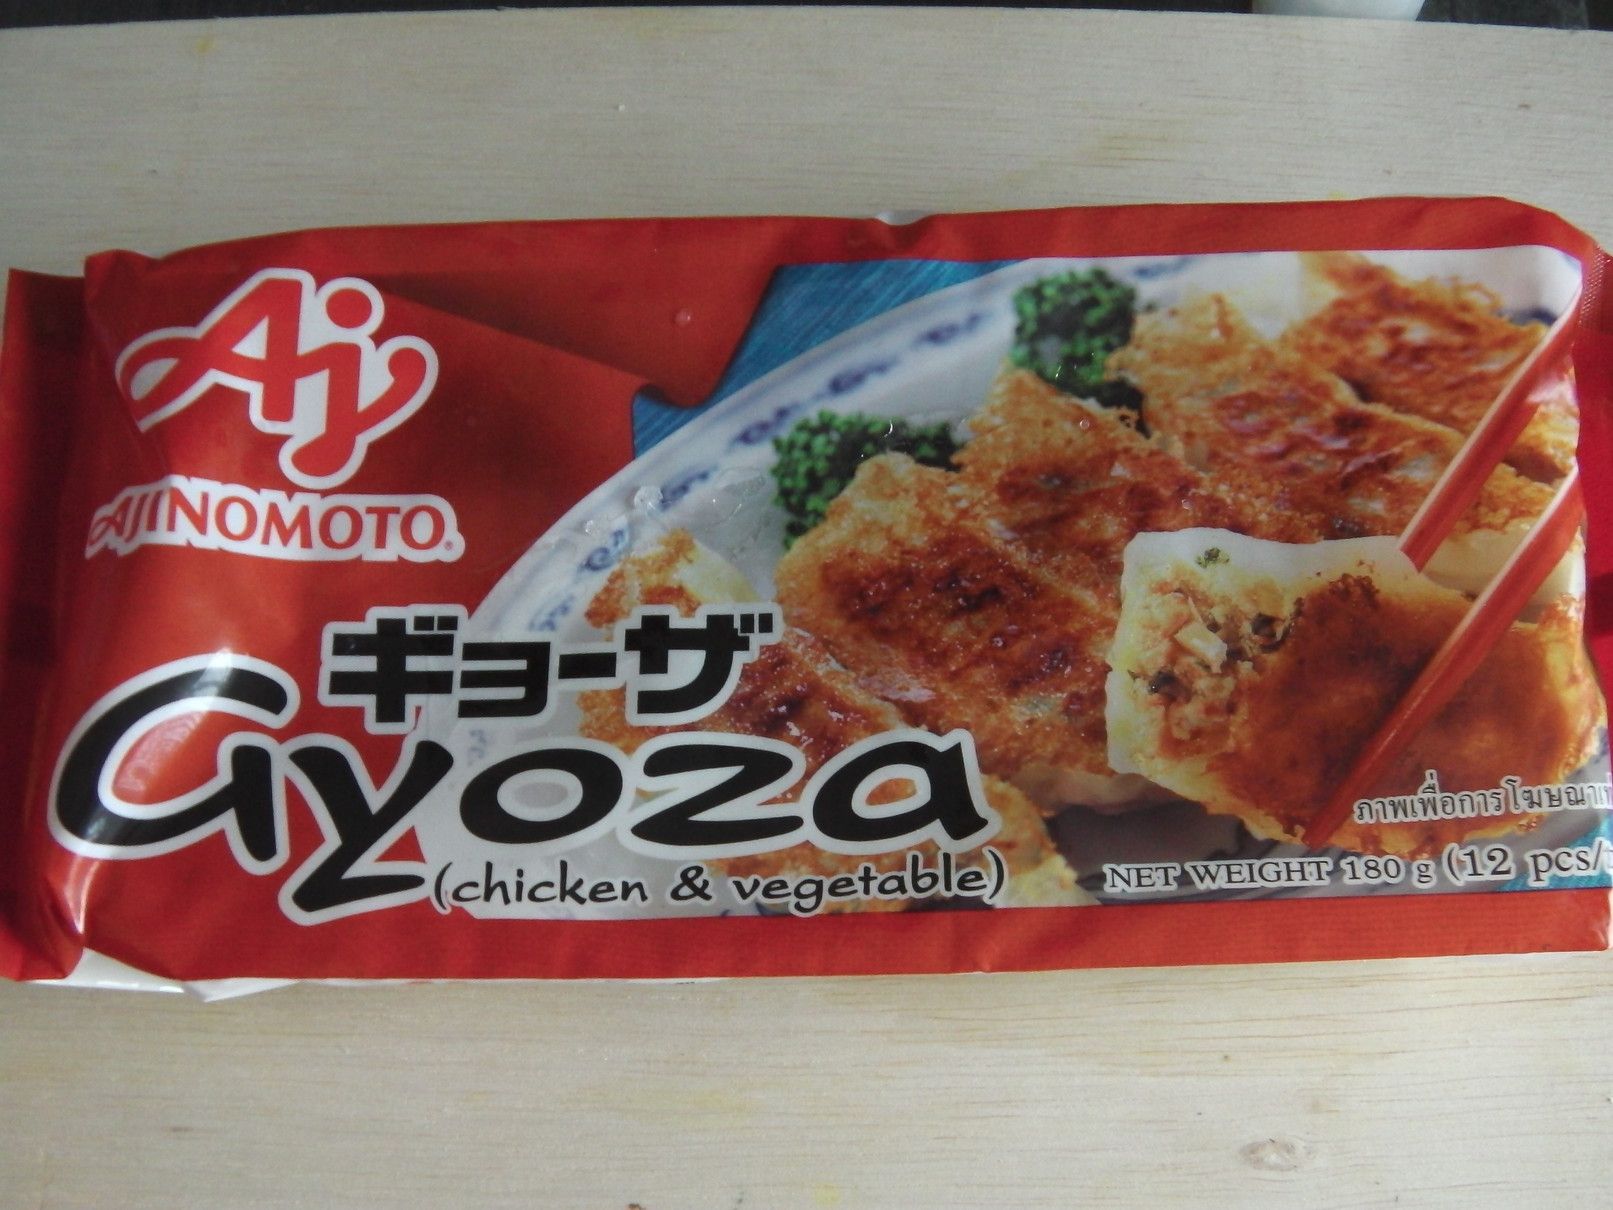 Aji
AJINOMOTO®
ギョーザ
Gyoza
(chicken & vegetable)
ภาพเพื่อการโฆษณา
NET WEIGHT 180 g (12 pcs/